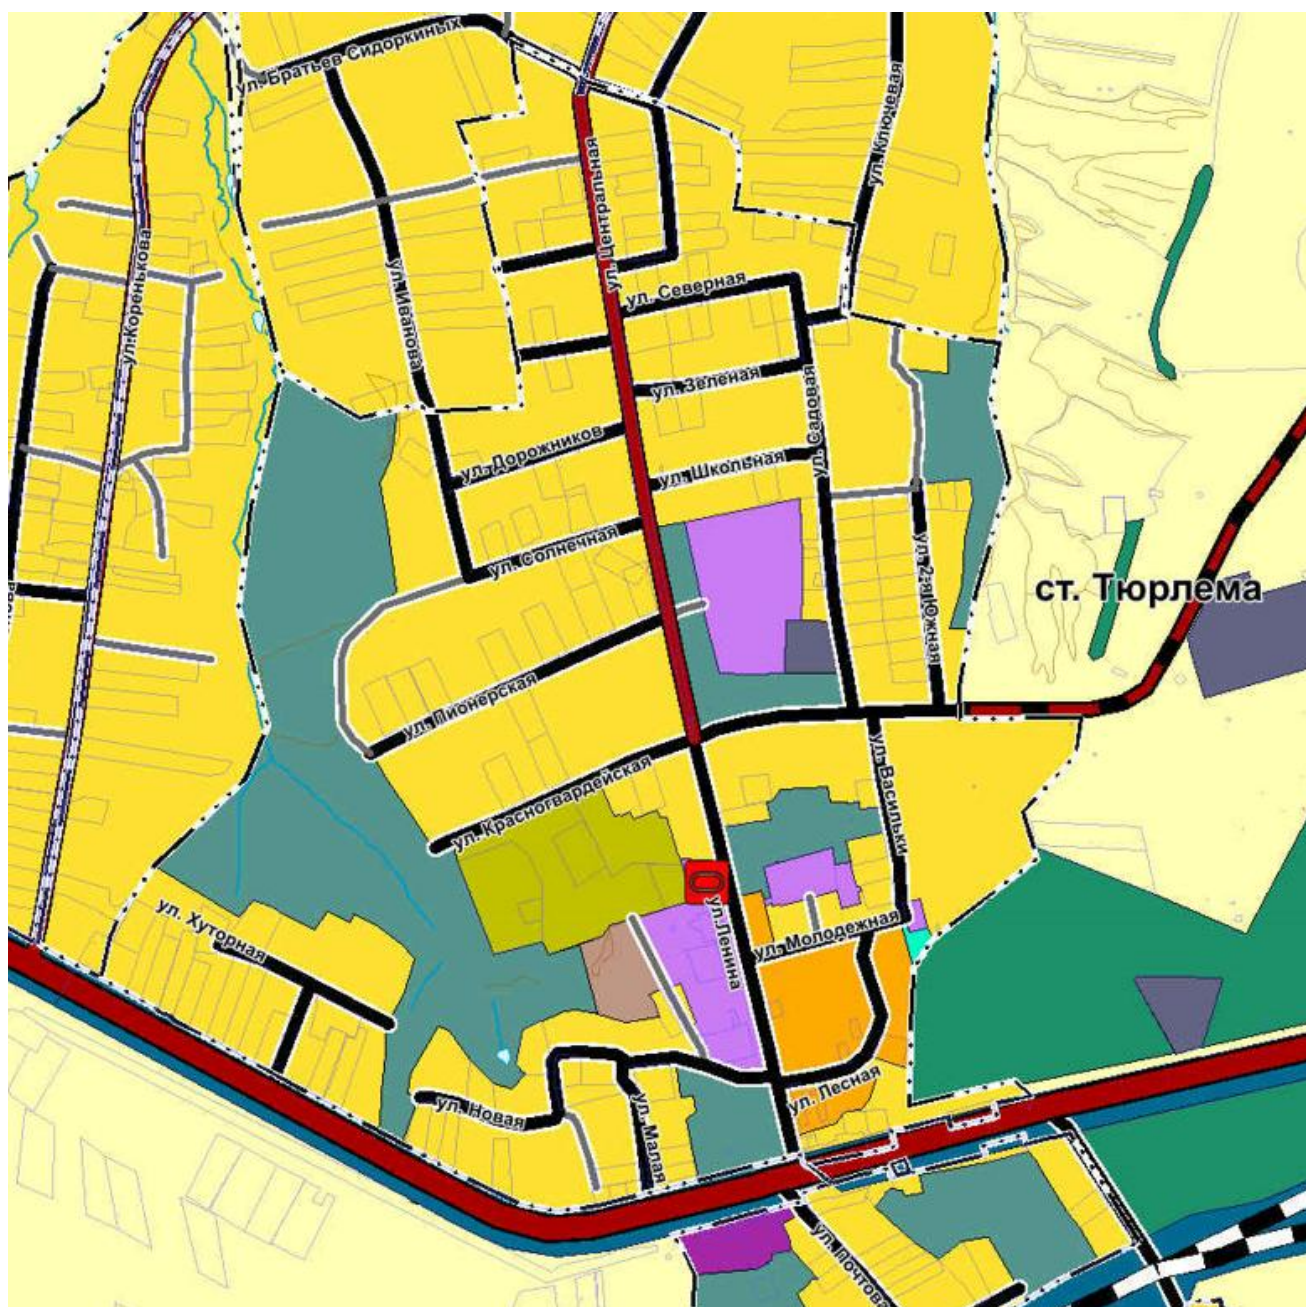 ул. Братьев Сидоркиных
ул. Ключевая
ул. Центральная
ул.Коренькова
ул. Иванова
ул. Северная
ул. Зеленая
ул. Садовая
ул. Дорожников
ул. Школьная
ул. Солнечная
ул. 2-я Южная
ст. Тюрлема
ул. Пионерская
ул. Красногвардейская
ул. Васильки
ул. Хуторная
ул.Ленина
ул. Молодежная
ул. Новая
ул. Малая
ул. Лесная
ул. Почтова